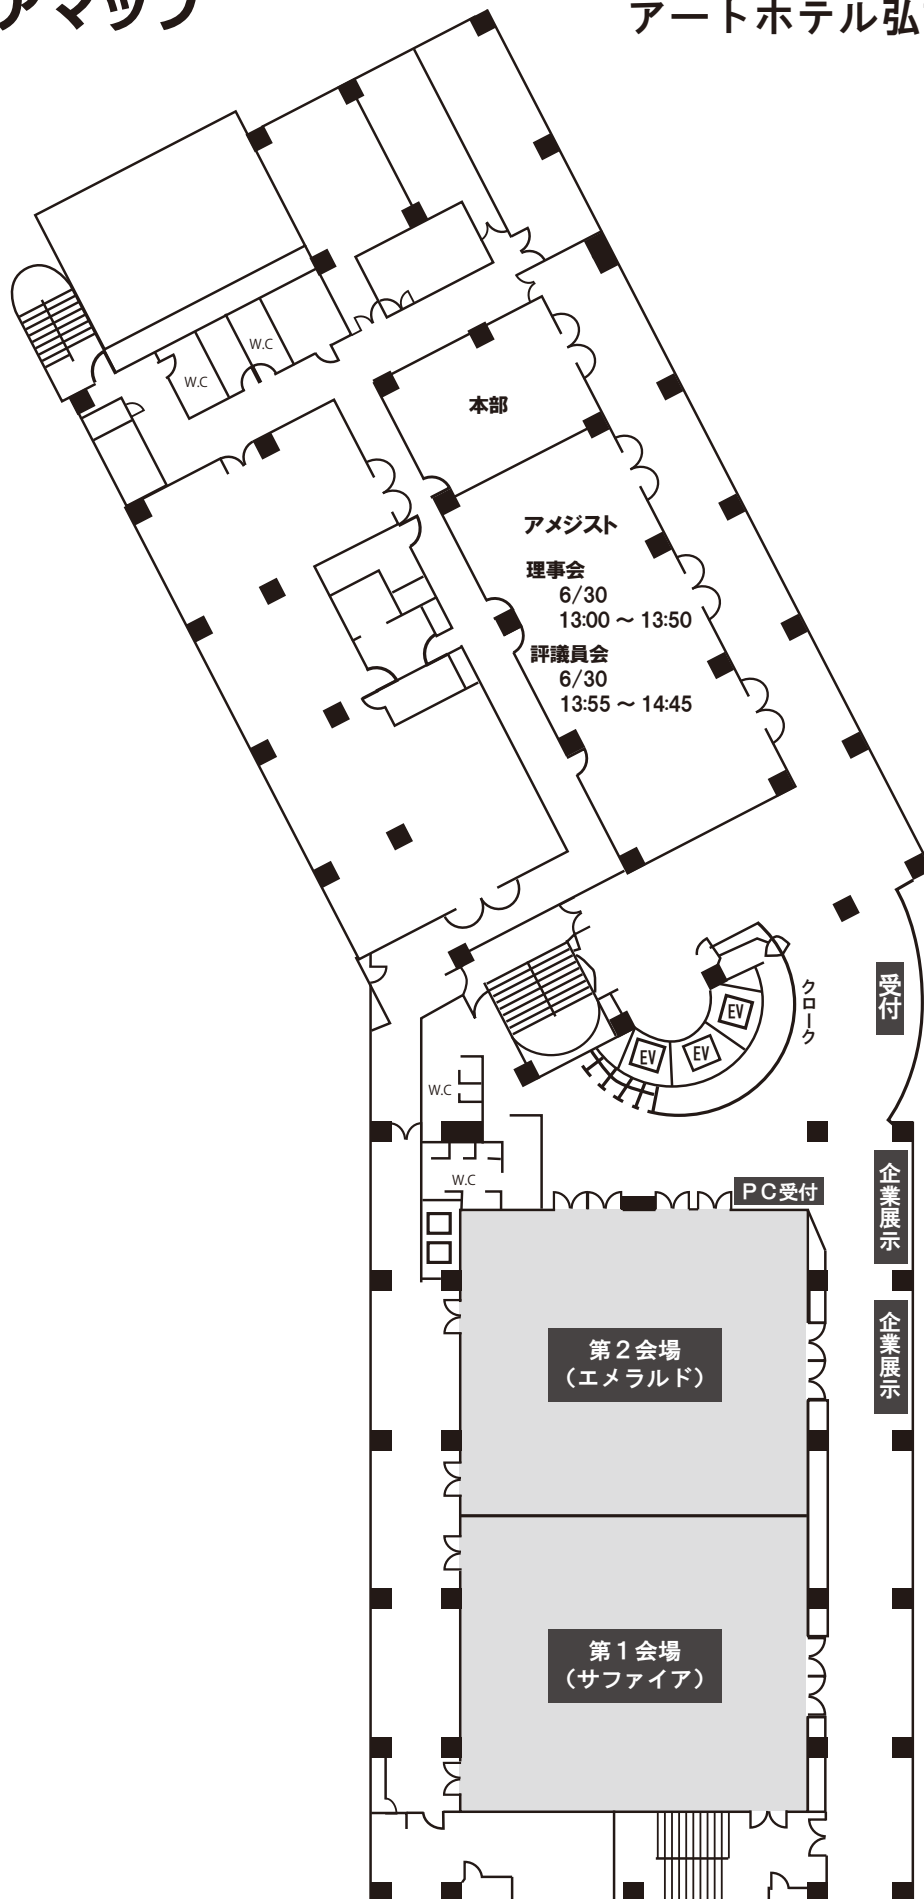 アマップ
アートホテル弘
W.C
W.C
本部
アメジスト
理事会
6/30
13:00 ～ 13:50
評議員会
6/30
13:55 ～ 14:45
クローク
受付
EV
EV
EV
W.C
W.C
PC受付
企業展示
企業展示
第２会場
（エメラルド）
第１会場
（サファイア）